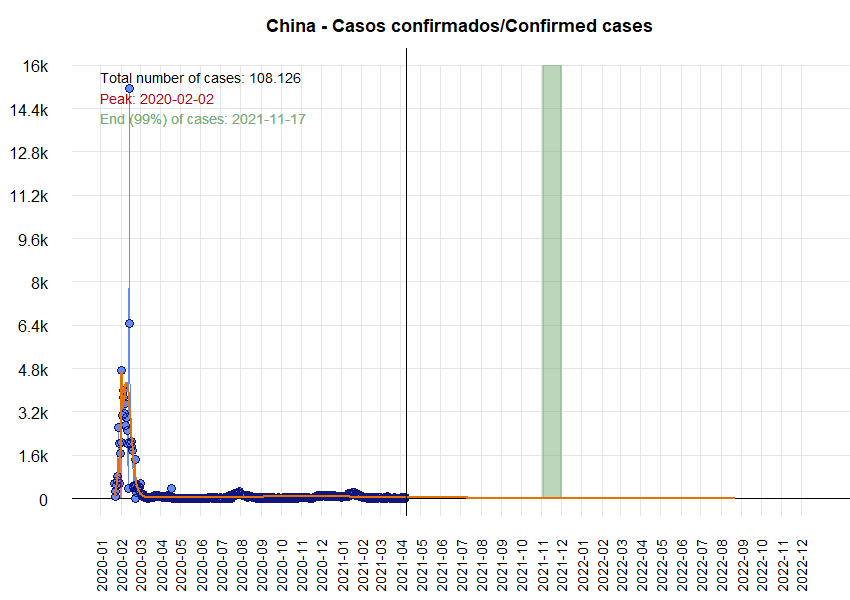 China - Casos confirmados/Confirmed cases
Total number of cases: 108.126
Peak: 2020-02-02
End (99%) of cases: 2021-11-17
16k
14.4k
12.8k
11.2k
9.6k
8k
6.4k
4.8k
3.2k
1.6k
0
2020-01
2020-02
2020-03
2020-04
2020-05
2020-06
2020-07
2020-08
2020-09
2020-10
2020-11
2020-12
2021-01
2021-02
2021-03
2021-04
2021-05
2021-06
2021-07
2021-08
2021-09
2021-10
2021-11
2021-12
2022-01
2022-02
2022-03
2022-04
2022-05
2022-06
2022-07
2022-08
2022-09
2022-10
2022-11
2022-12